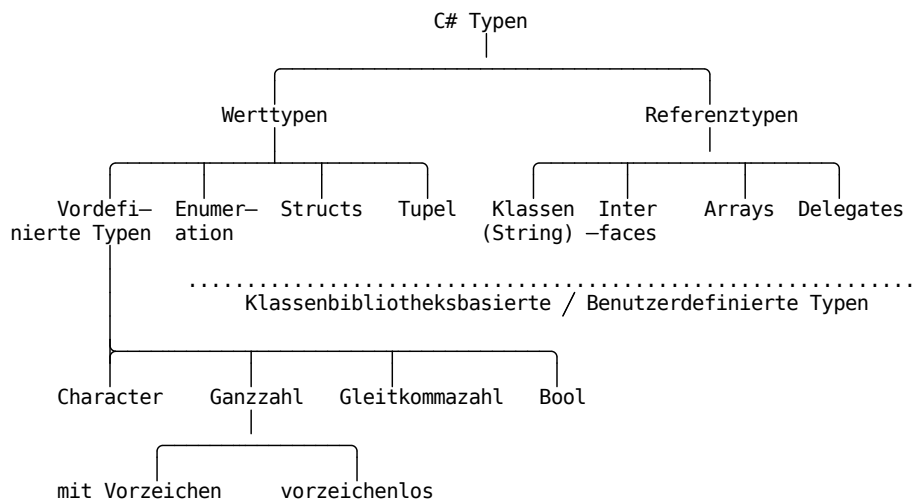 C# Typen
Werttypen Referenztypen
Vordefi– Enumer– Structs Tupel Klassen Inter Arrays Delegates
nierte Typen ation (String) –faces
Klassenbibliotheksbasierte / Benutzerdefinierte Typen
Character Ganzzahl Gleitkommazahl Bool
mit Vorzeichen vorzeichenlos